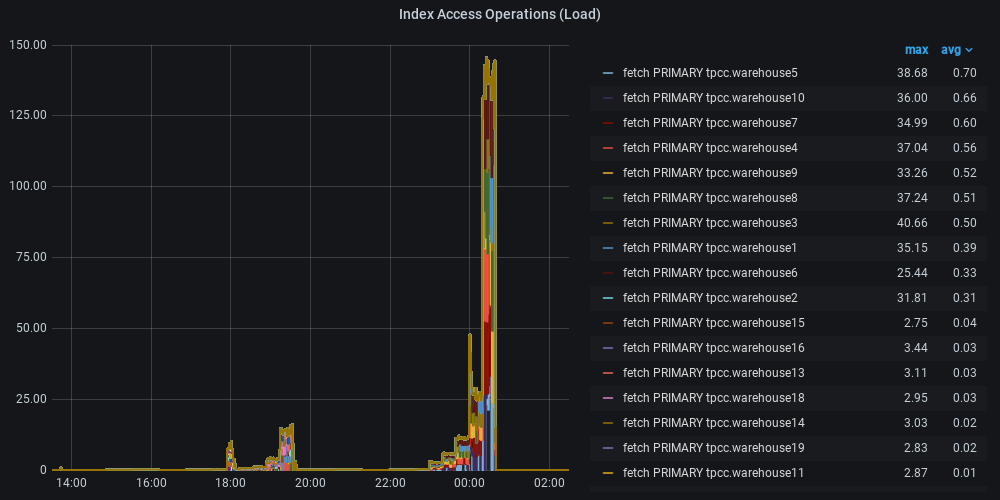 Index Access Operations (Load)
150.00
125.00
100.00
75.00
50.00
25.00
0
14:00 16:00 18:00 20:00 22:00 00:00 02:00
max avg
fetch PRIMARY tpcc.warehouse5 38.68 0.70
fetch PRIMARY tpcc.warehouse10 36.00 0.66
fetch PRIMARY tpcc.warehouse7 34.99 0.60
fetch PRIMARY tpcc.warehouse4 37.04 0.56
fetch PRIMARY tpcc.warehouse9 33.26 0.52
fetch PRIMARY tpcc.warehouse8 37.24 0.51
fetch PRIMARY tpcc.warehouse3 40.66 0.50
fetch PRIMARY tpcc.warehouse1 35.15 0.39
fetch PRIMARY tpcc.warehouse6 25.44 0.33
fetch PRIMARY tpcc.warehouse2 31.81 0.31
fetch PRIMARY tpcc.warehouse15 2.75 0.04
fetch PRIMARY tpcc.warehouse16 3.44 0.03
fetch PRIMARY tpcc.warehouse13 3.11 0.03
fetch PRIMARY tpcc.warehouse18 2.95 0.03
fetch PRIMARY tpcc.warehouse14 3.03 0.02
fetch PRIMARY tpcc.warehouse19 2.83 0.02
fetch PRIMARY tpcc.warehouse11 2.87 0.01